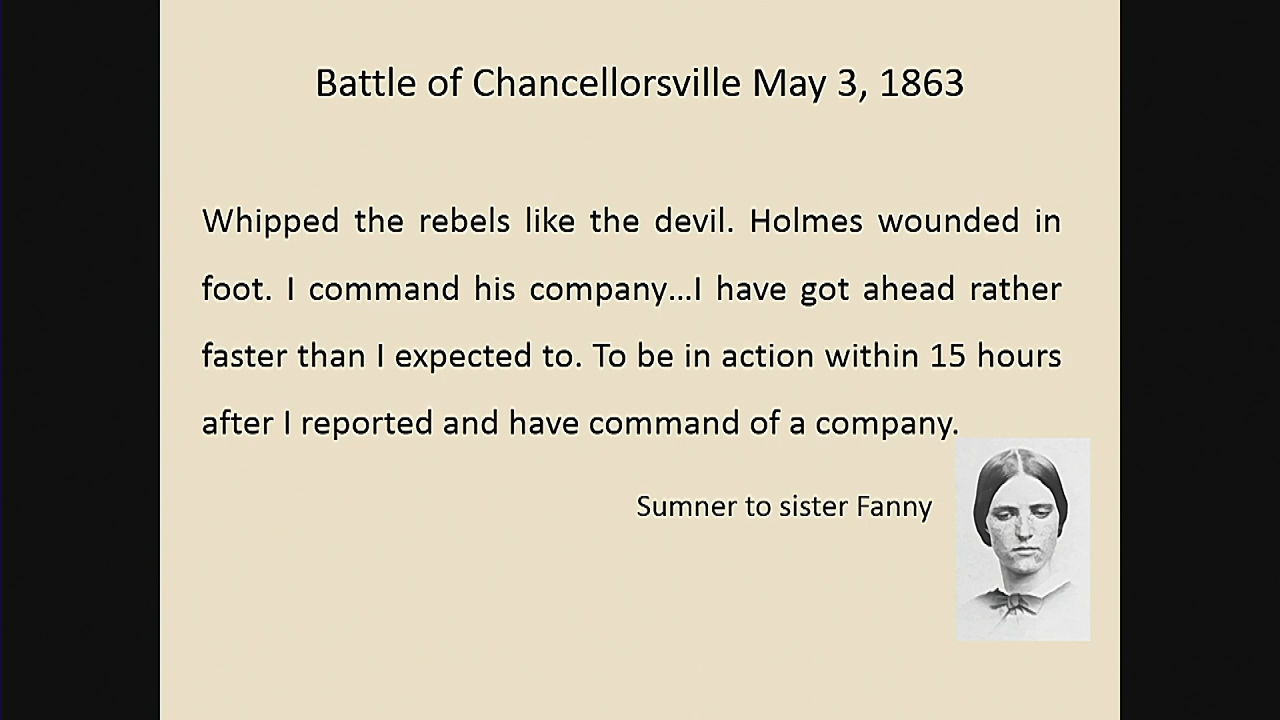 Battle of Chancellorsville May 3, 1863
Whipped the rebels like the devil. Holmes wounded in
foot. I command his company...I have got ahead rather
faster than I expected to. To be in action within 15 hours
after I reported and have command of a company.
Sumner to sister Fanny